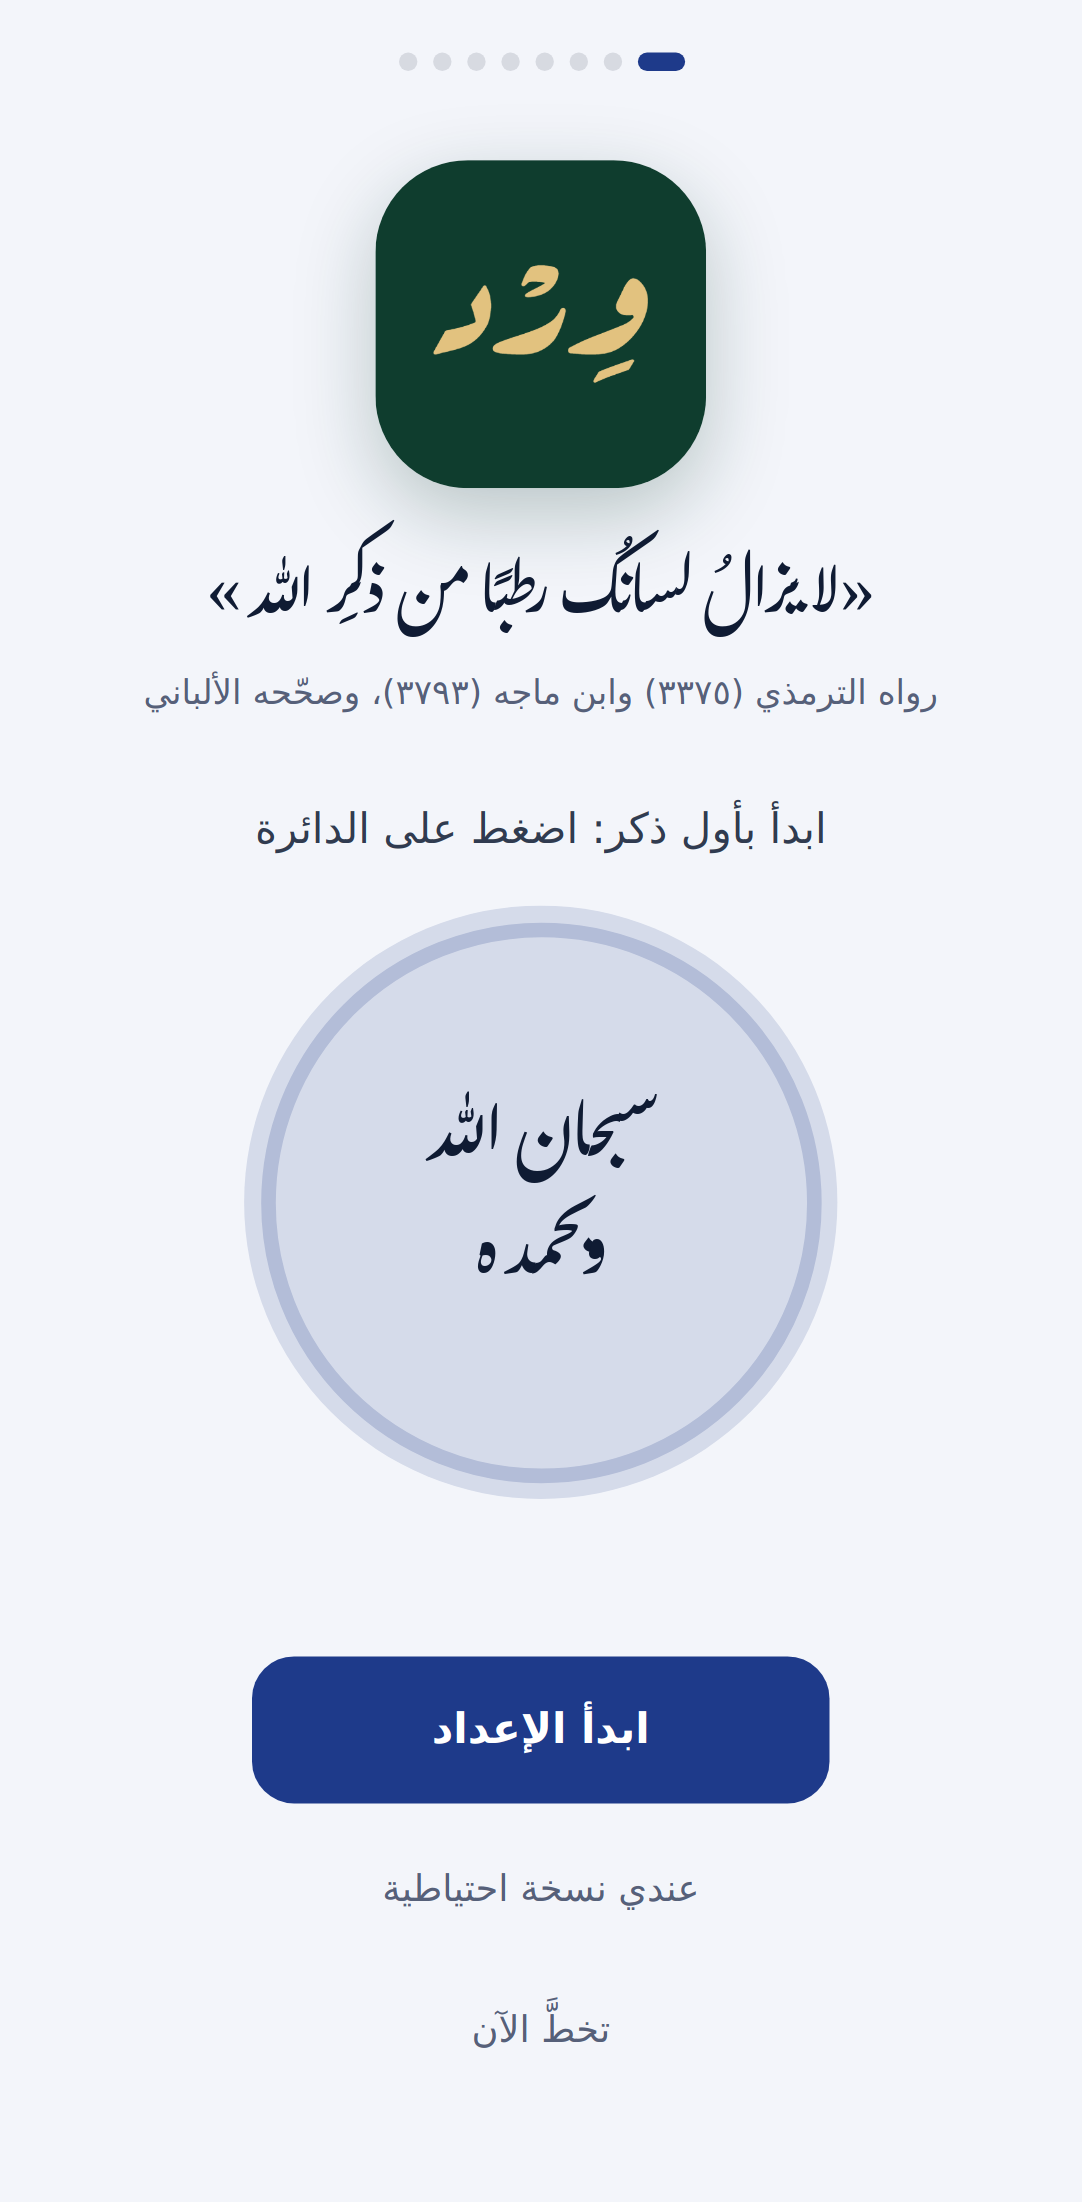 وِرْد
«لا يزالُ لسانُك رطبًا من ذكرِ الله»
رواه الترمذي (٣٣٧٥) وابن ماجه (٣٧٩٣)، وصحّحه الألباني
ابدأ بأول ذكر: اضغط على الدائرة
سبحان الله
وبحمده
ابدأ الإعداد
عندي نسخة احتياطية
تخطَّ الآن